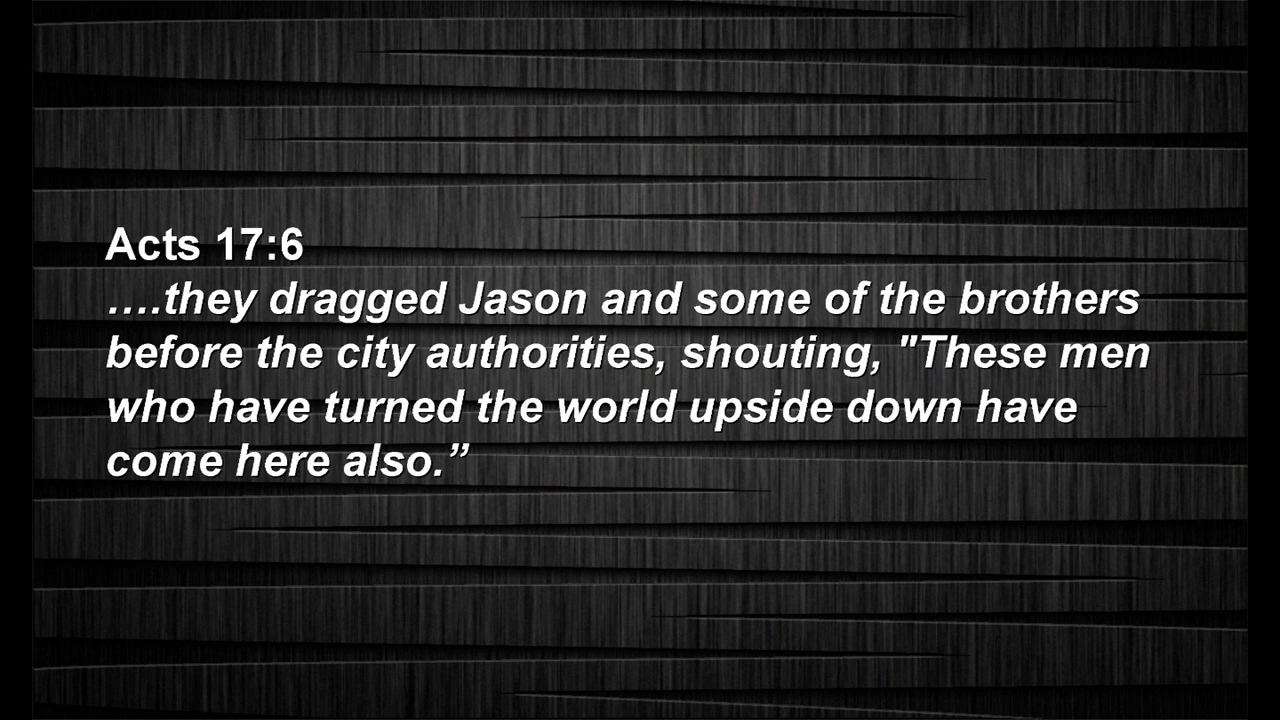 Acts 17:6
….they dragged Jason and some of the brothers
before the city authorities, shouting, "These men
who have turned the world upside down have
come here also.”